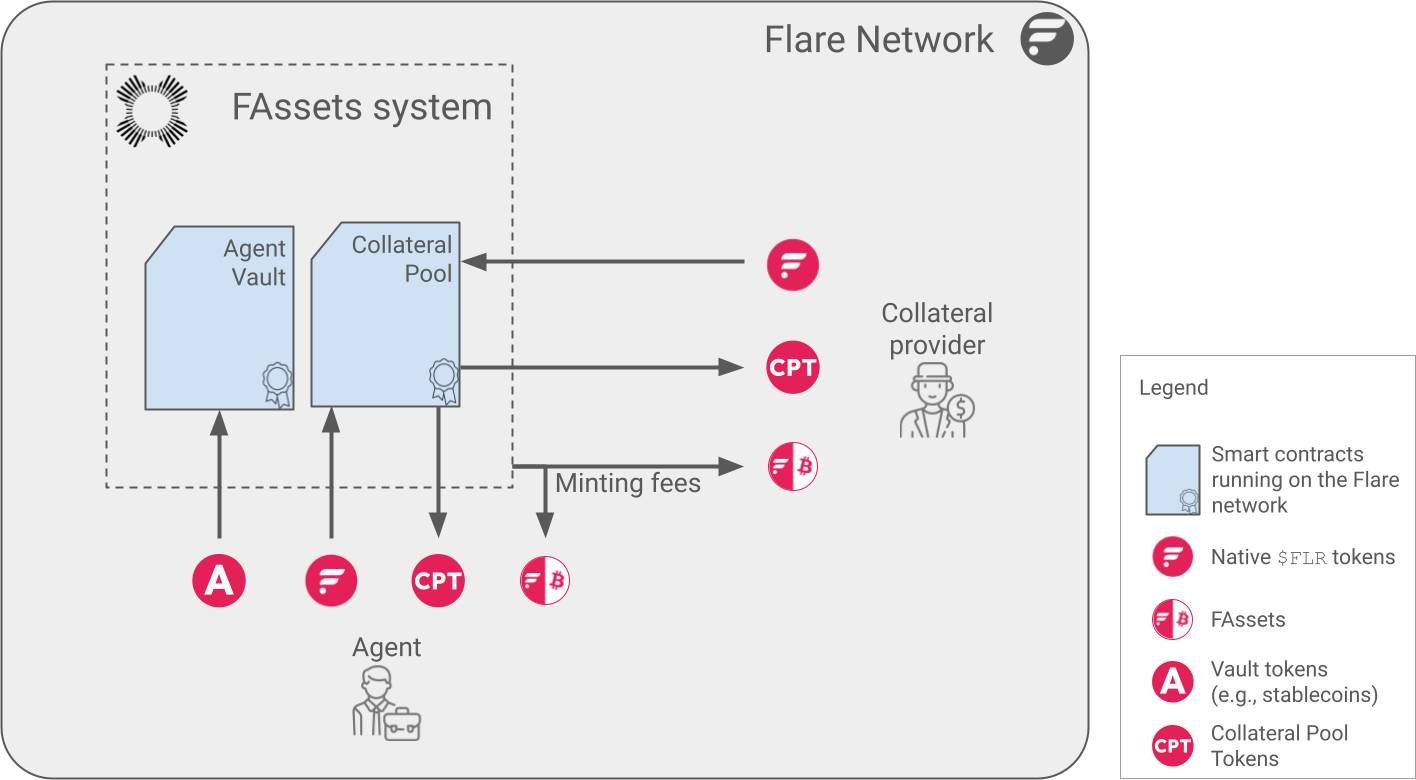 Flare Network
FAssets system
Agent
Vault
Collateral
Pool
Collateral
provider
CPT
Minting fees
A
CPT
Agent
Legend
Smart contracts
running on the Flare
network
Native $FLR tokens
FAssets
A
Vault tokens
(e.g., stablecoins)
CPT
Collateral Pool
Tokens